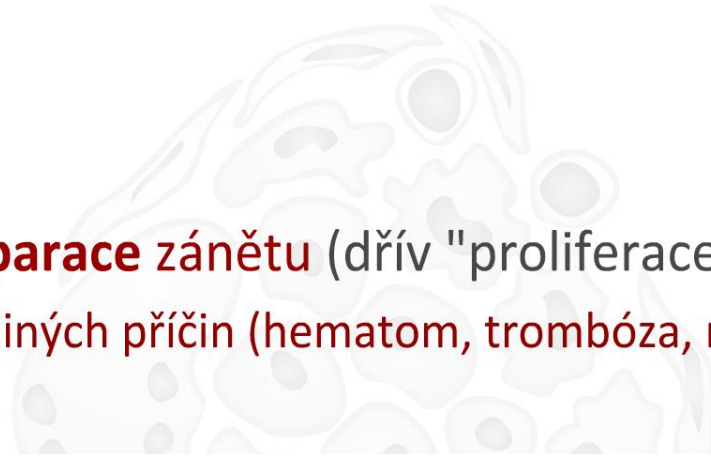 parace zánětu (dřív "proliferace
iných příčin (hematom, trombóza,